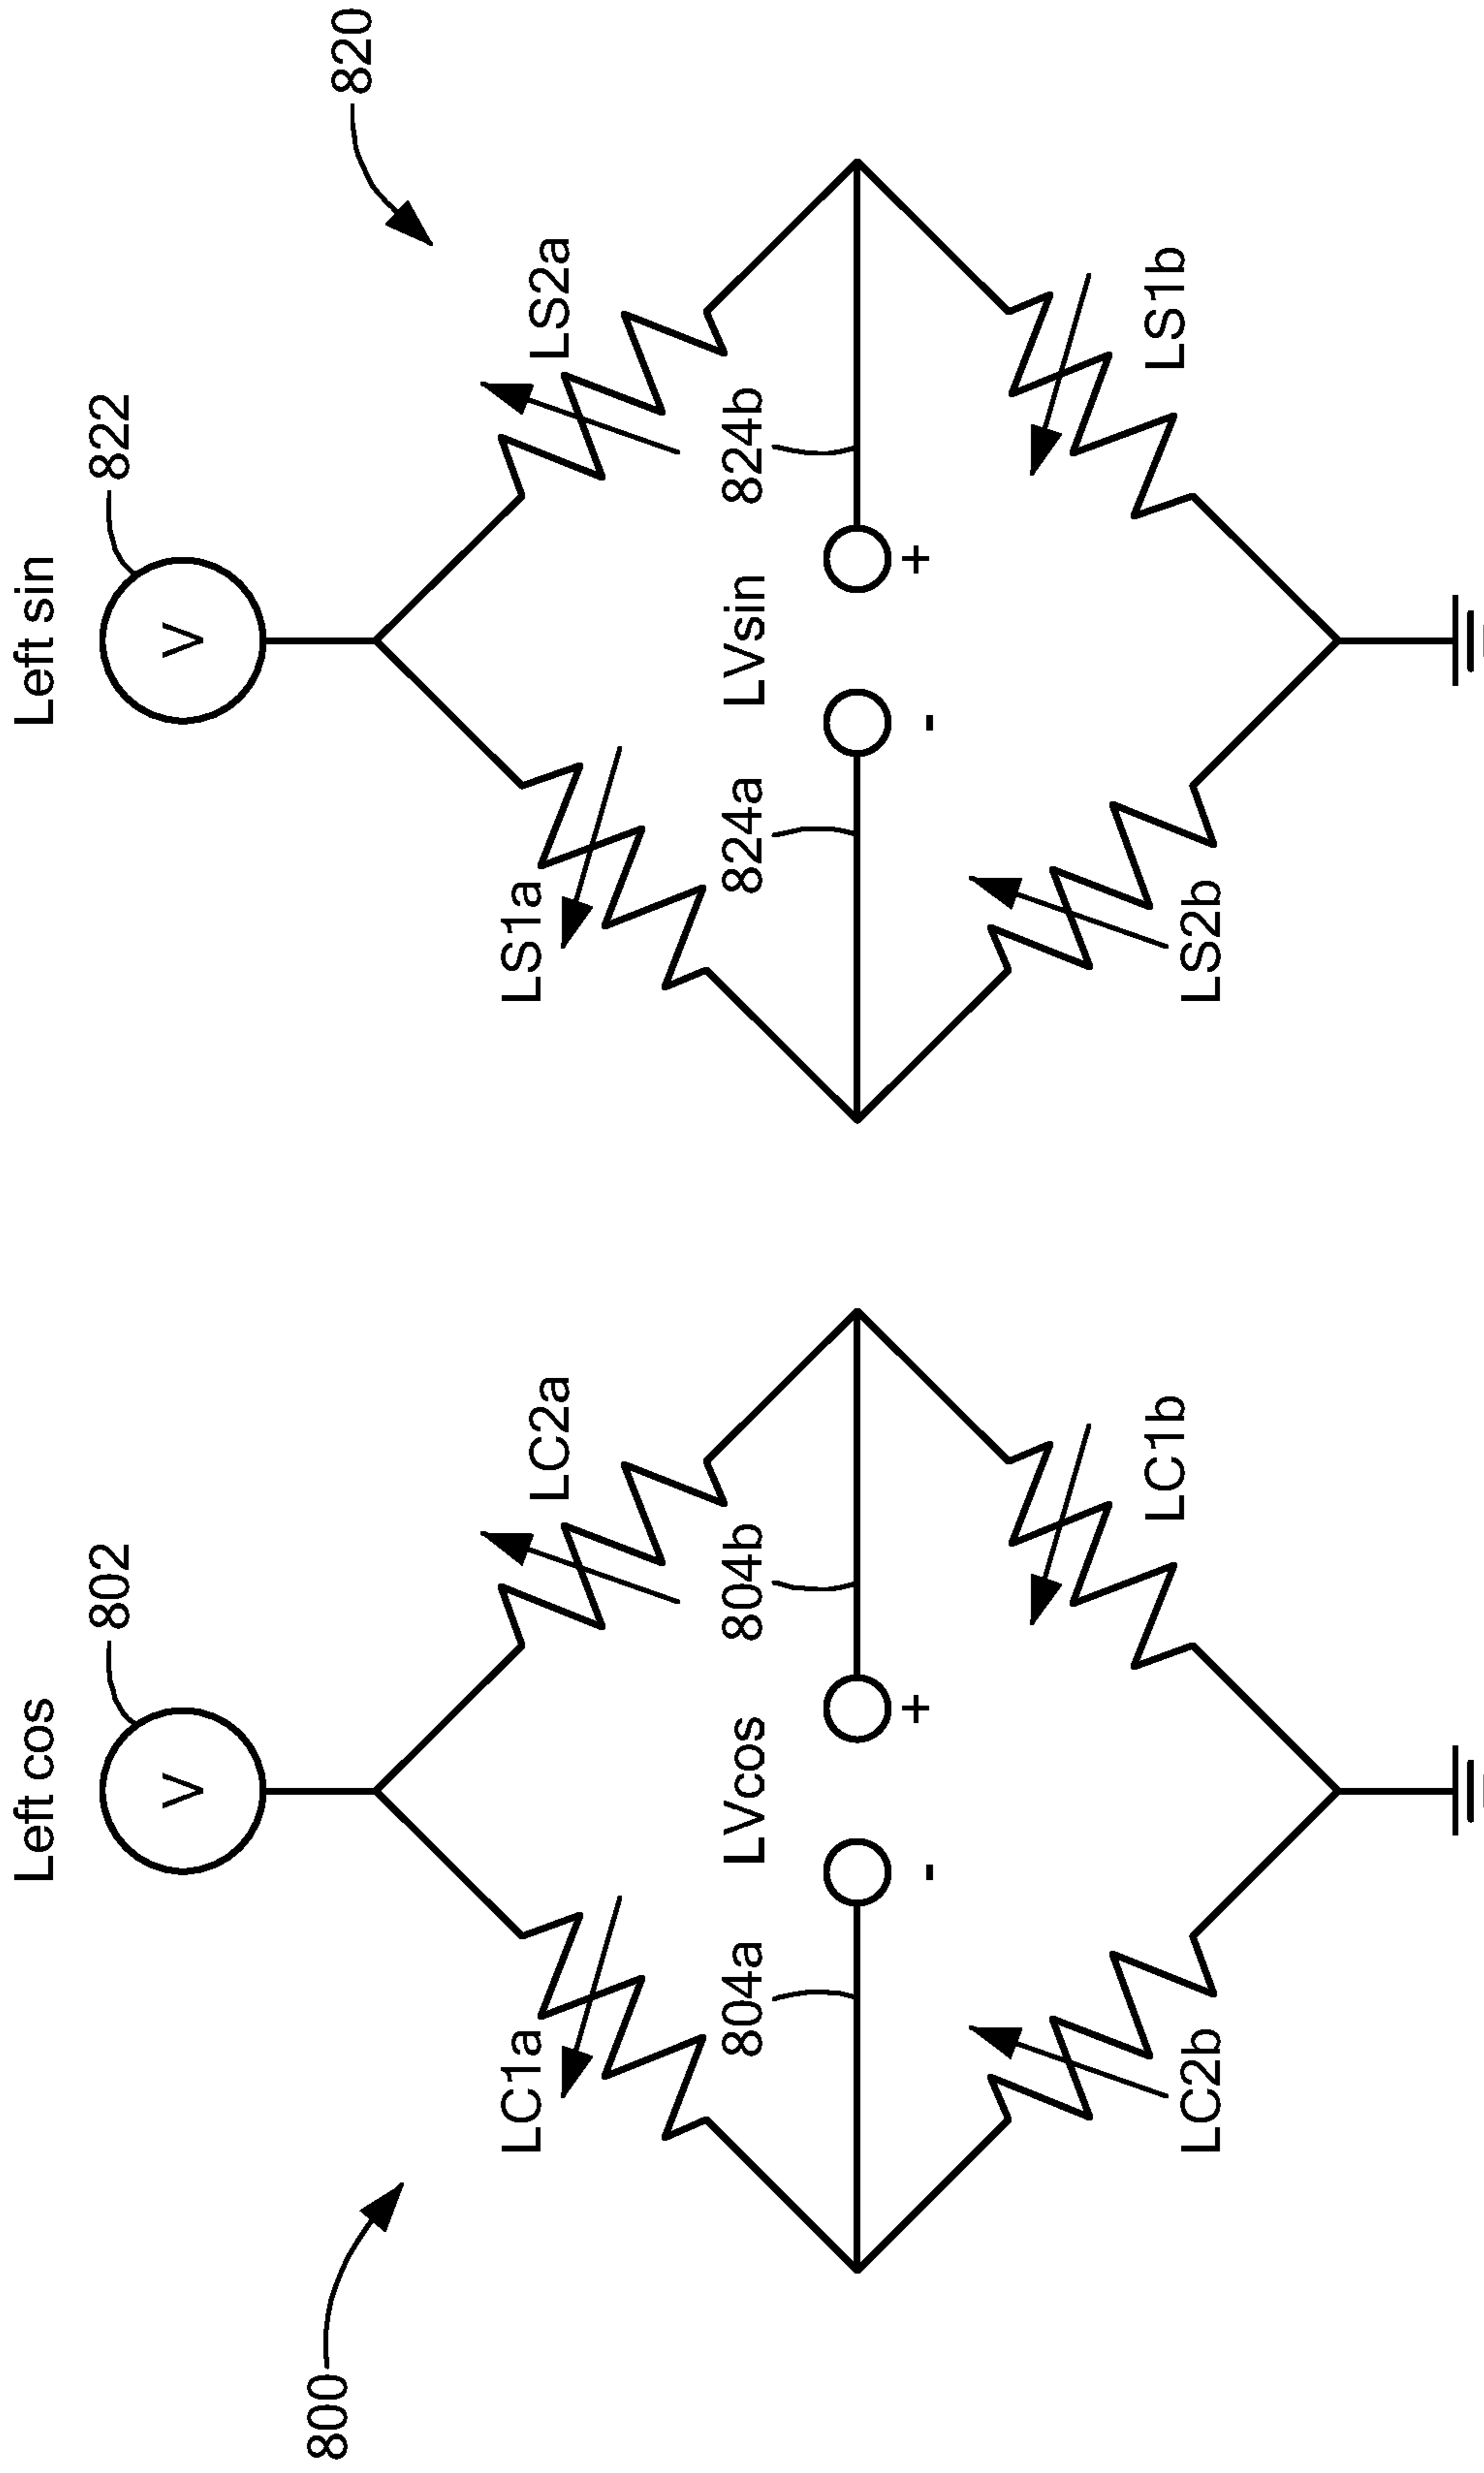 Left cos
802
V
LC1a
LC2a
804a
LVcos
804b
-
+
LC2b
LC1b
800
Left sin
822
V
LS1a
LS2a
824a
LVsin
824b
-
+
LS2b
LS1b
820